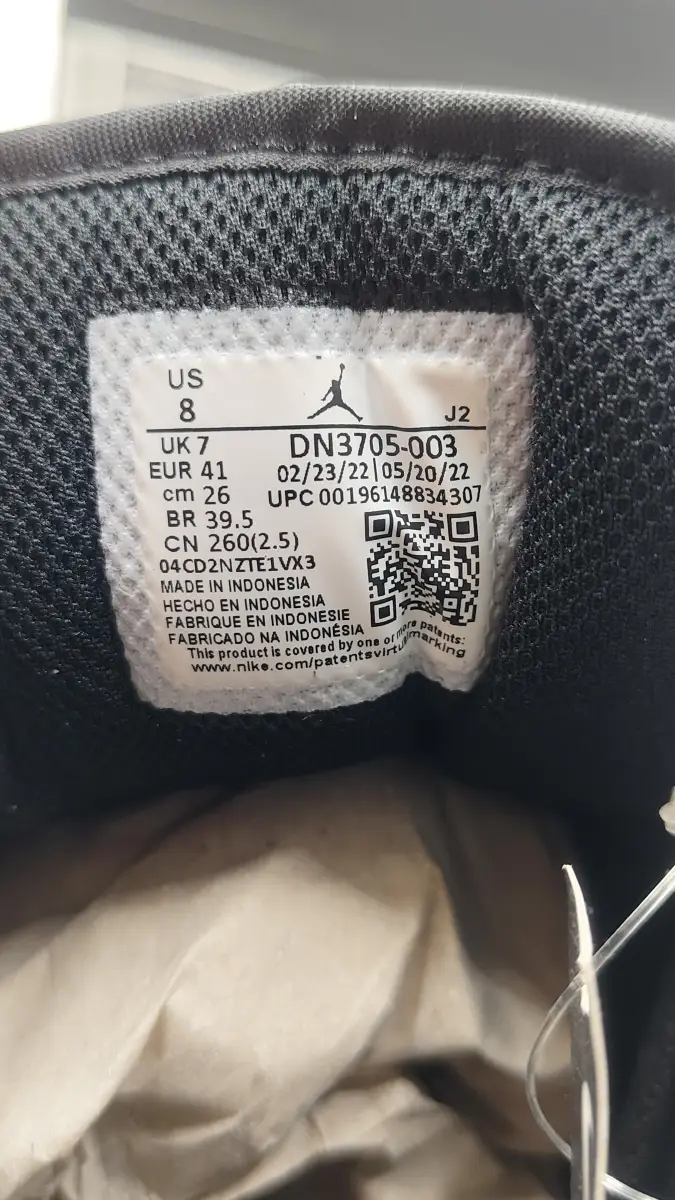 US
8
J2
UK 7
DN3705-003
EUR 41
02/23/22|05/20/22
cm 26
UPC 00196148834307
BR 39.5
CN 260(2.5)
04CD2NZTE1VX3
MADE IN INDONESIA
HECHO EN INDONESIA
FABRIQUE EN INDONESIE
FABRICADO NA INDONÉSIA
This product is covered by one or more patents:
www.nike.com/patentsvirtualmarking